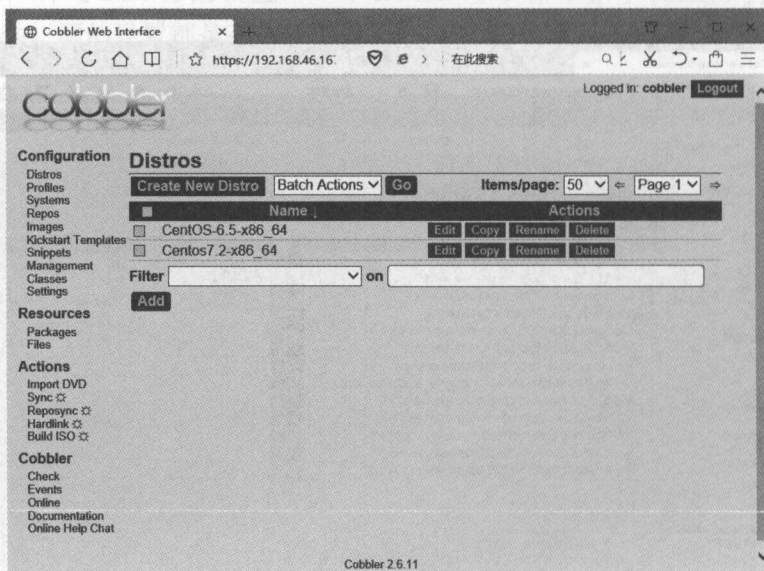 Cobbler Web Interface
https://192.168.46.16
在此搜索
cobbler
Logged in: cobbler Logout
Configuration
Distros
Profiles
Systems
Repos
Images
Kickstart Templates
Snippets
Management
Classes
Settings
Resources
Packages
Files
Actions
Import DVD
Sync
Reposync
Hardlink
Build ISO
Cobbler
Check
Events
Online
Documentation
Online Help Chat
Distros
Create New Distro Batch Actions Go Items/page: 50 Page 1
Name ↓ Actions
CentOS-6.5-x86_64 Edit Copy Rename Delete
Centos7.2-x86_64 Edit Copy Rename Delete
Filter on
Add
Cobbler 2.6.11